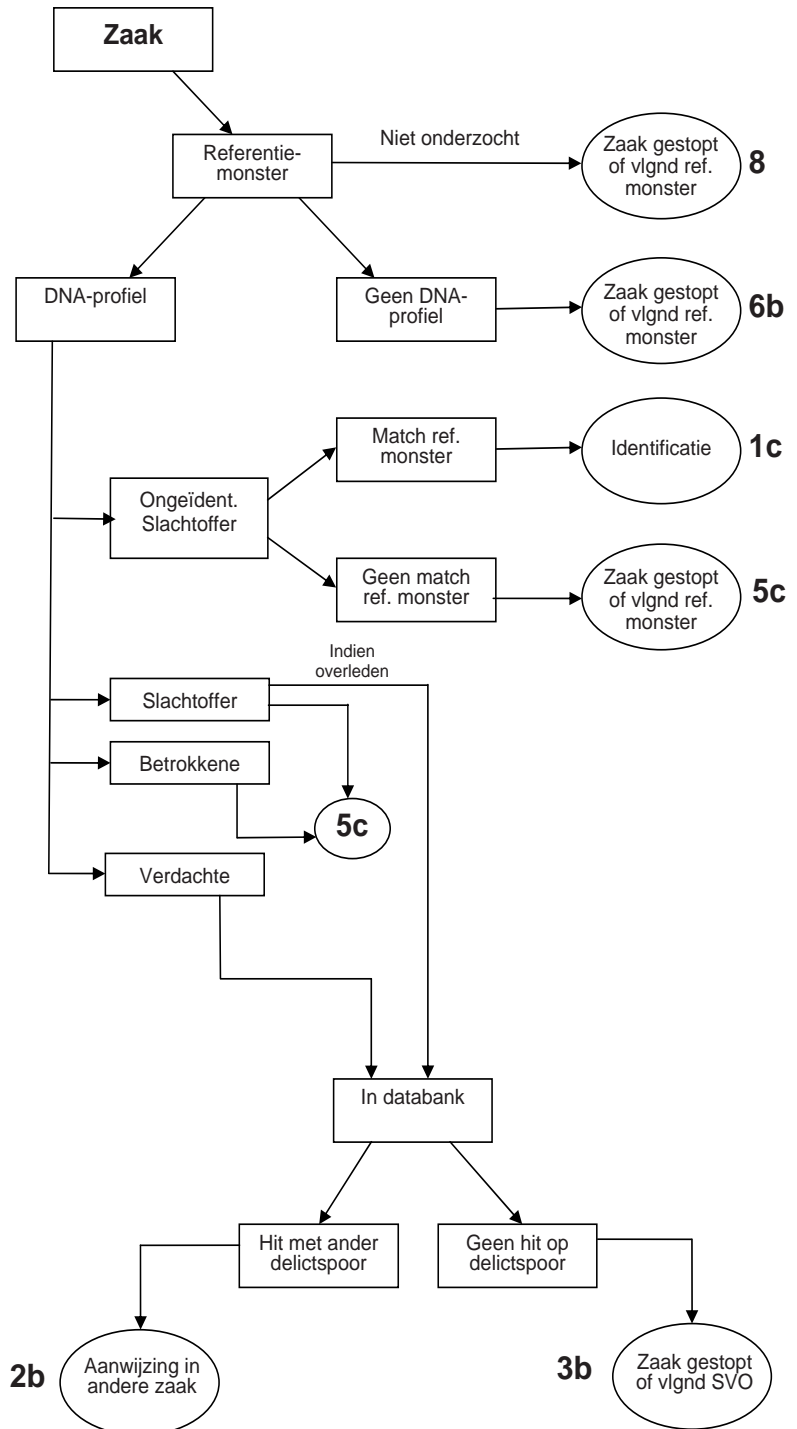 Zaak
Referentie-
monster
Niet onderzocht
Zaak gestopt
of vlgnd ref.
monster
8
DNA-profiel
Geen DNA-
profiel
Zaak gestopt
of vlgnd ref.
monster
6b
Ongeïdent.
Slachtoffer
Match ref.
monster
Identificatie
1c
Geen match
ref. monster
Zaak gestopt
of vlgnd ref.
monster
5c
Indien
overleden
Slachtoffer
Betrokkene
5c
Verdachte
In databank
Hit met ander
delictspoor
Geen hit op
delictspoor
2b
Aanwijzing in
andere zaak
3b
Zaak gestopt
of vlgnd SVO